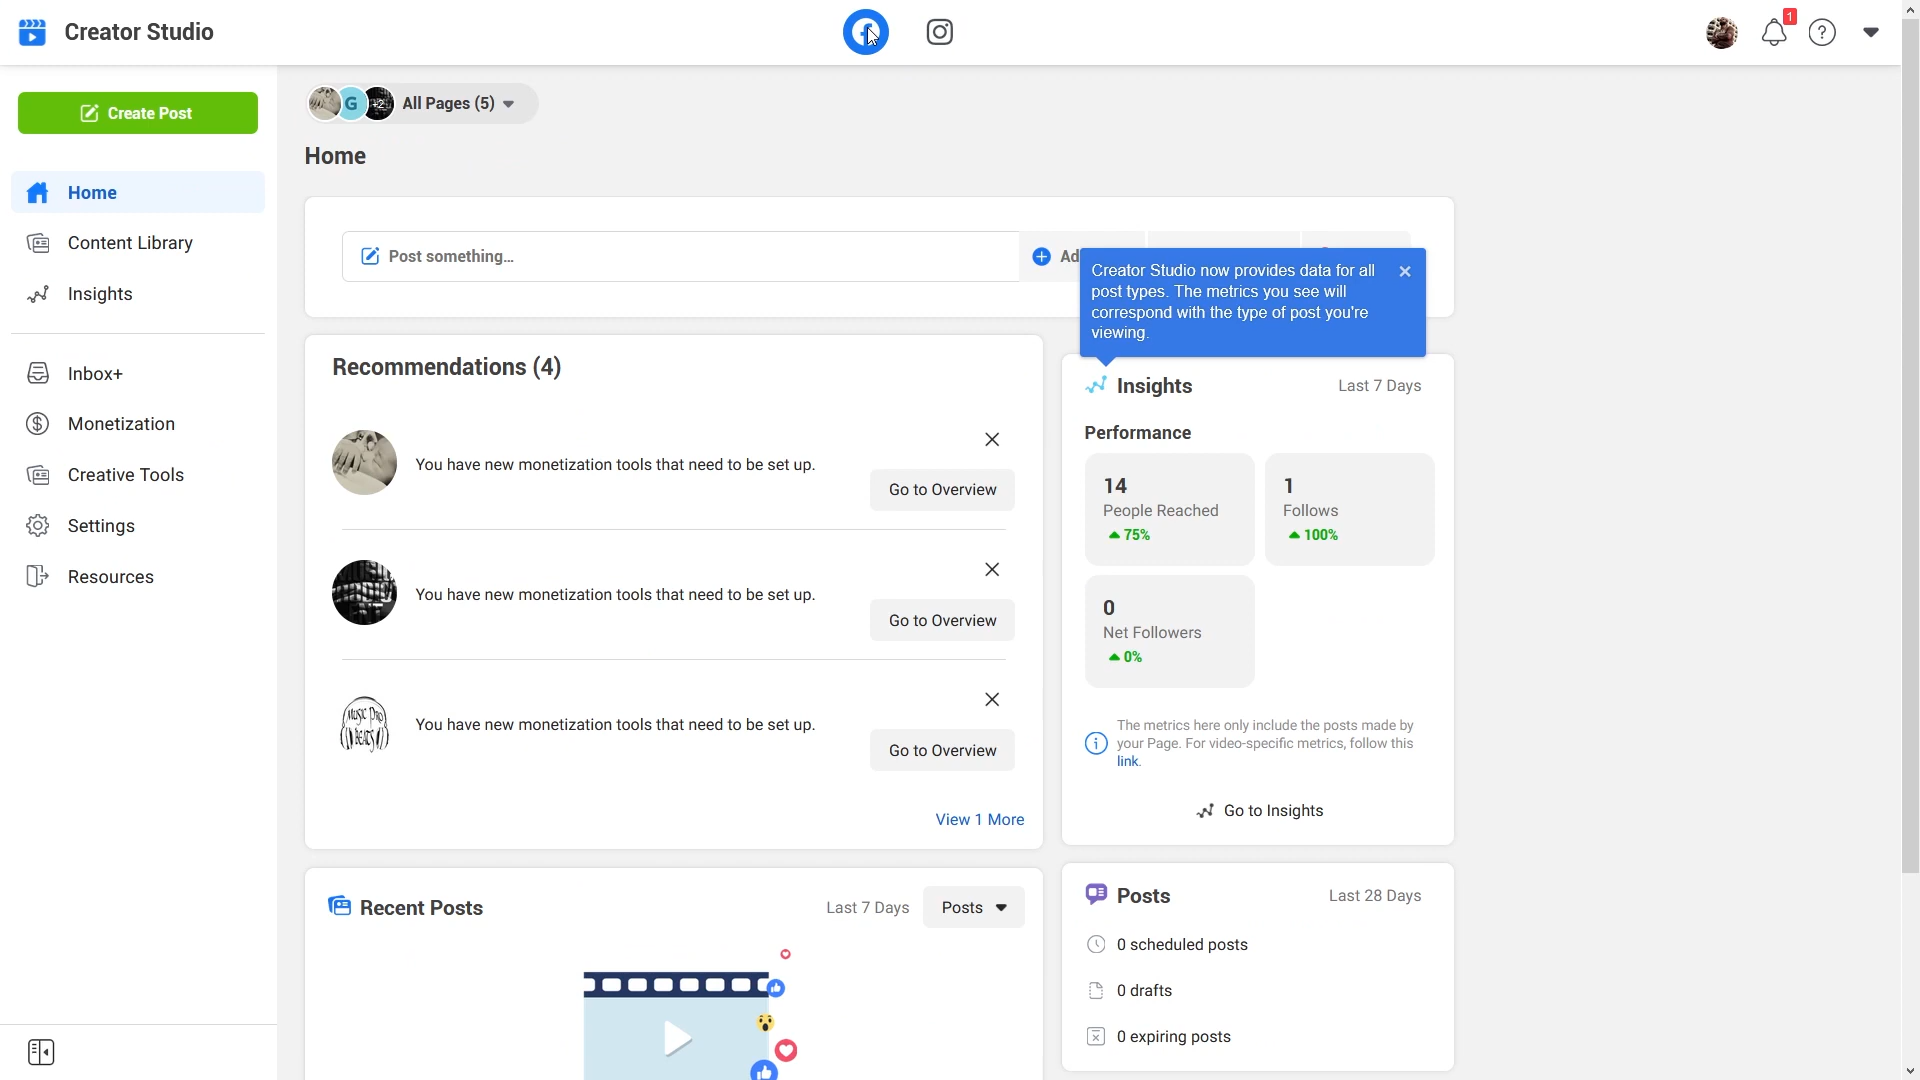 Creator Studio
1
?
Create Post
G
+2
All Pages (5)
Home
Home
Content Library
Insights
Inbox+
Monetization
Creative Tools
Settings
Resources
Post something...
Ad
Creator Studio now provides data for all
post types. The metrics you see will
correspond with the type of post you're
viewing.
Recommendations (4)
You have new monetization tools that need to be set up.
Go to Overview
You have new monetization tools that need to be set up.
Go to Overview
MUSIC PRO
BEATS
You have new monetization tools that need to be set up.
Go to Overview
View 1 More
Insights
Last 7 Days
Performance
14
People Reached
75%
1
Follows
100%
0
Net Followers
0%
The metrics here only include the posts made by
your Page. For video-specific metrics, follow this
link.
Go to Insights
Recent Posts
Last 7 Days
Posts
Posts
Last 28 Days
0 scheduled posts
0 drafts
0 expiring posts